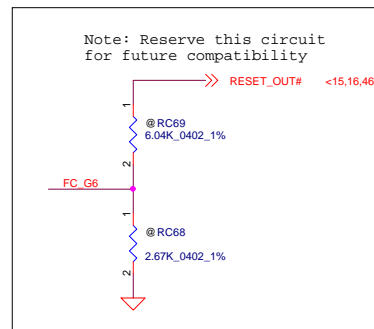 Note: Reserve this circuit
for future compatibility
RESET_OUT# <15,16,46
1
@RC69
6.04K_0402_1%
2
FC_G6
1
@RC68
2.67K_0402_1%
2